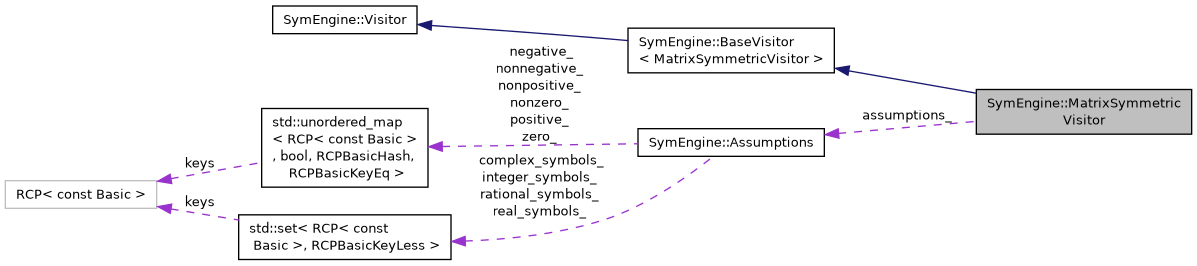 SymEngine::Visitor
SymEngine::BaseVisitor
< MatrixSymmetricVisitor >
SymEngine::MatrixSymmetric
Visitor
assumptions_
SymEngine::Assumptions
negative_
nonnegative_
nonpositive_
nonzero_
positive_
zero_
std::unordered_map
< RCP< const Basic >
, bool, RCPBasicHash,
RCPBasicKeyEq >
complex_symbols_
integer_symbols_
rational_symbols_
real_symbols_
std::set< RCP< const
Basic >, RCPBasicKeyLess >
keys
keys
RCP< const Basic >